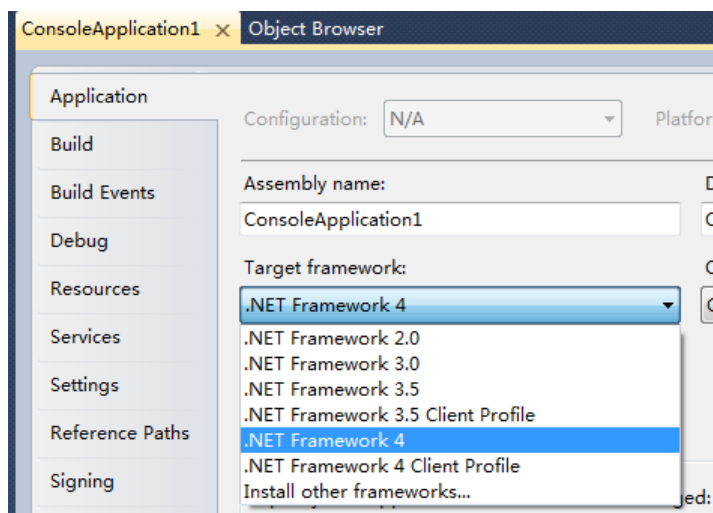 ConsoleApplication1
Object Browser
Application
Build
Build Events
Debug
Resources
Services
Settings
Reference Paths
Signing
Configuration:
N/A
Assembly name:
ConsoleApplication1
Target framework:
.NET Framework 4
.NET Framework 2.0
.NET Framework 3.0
.NET Framework 3.5
.NET Framework 3.5 Client Profile
.NET Framework 4
.NET Framework 4 Client Profile
Install other frameworks...